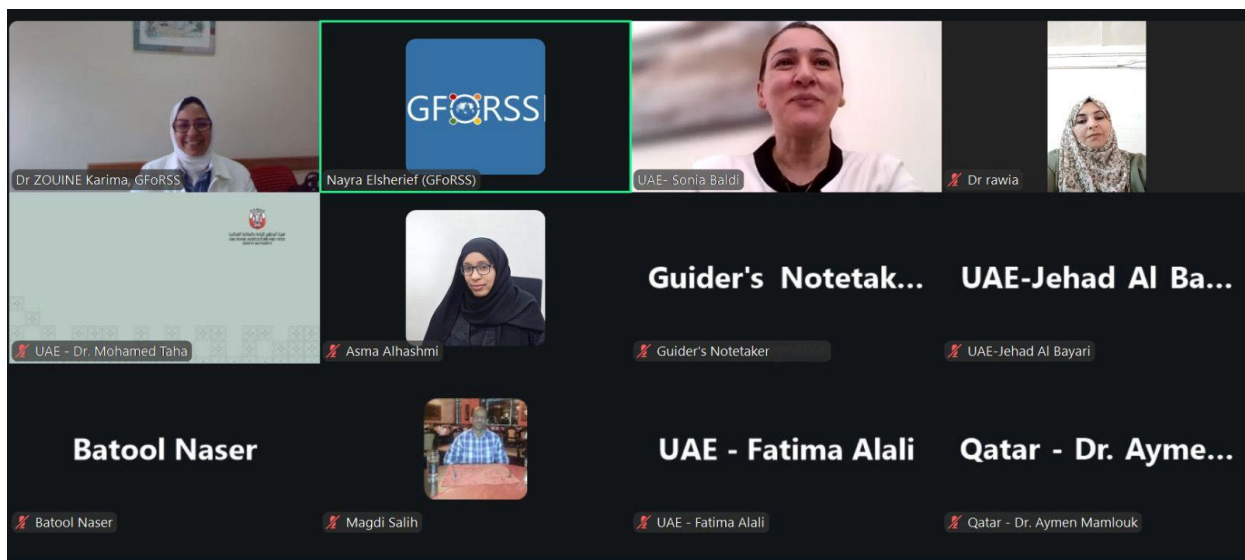 Dr ZOUINE Karima, GFoRSS
GFORSS
Nayra Elsherief (GFoRSS)
UAE- Sonia Baldi
Dr rawia
UAE - Dr. Mohamed Taha
Asma Alhashmi
Guider's Notetak...
Guider's Notetaker
UAE-Jehad Al Ba...
UAE-Jehad Al Bayari
Batool Naser
Batool Naser
Magdi Salih
UAE - Fatima Alali
UAE - Fatima Alali
Qatar - Dr. Ayme...
Qatar - Dr. Aymen Mamlouk